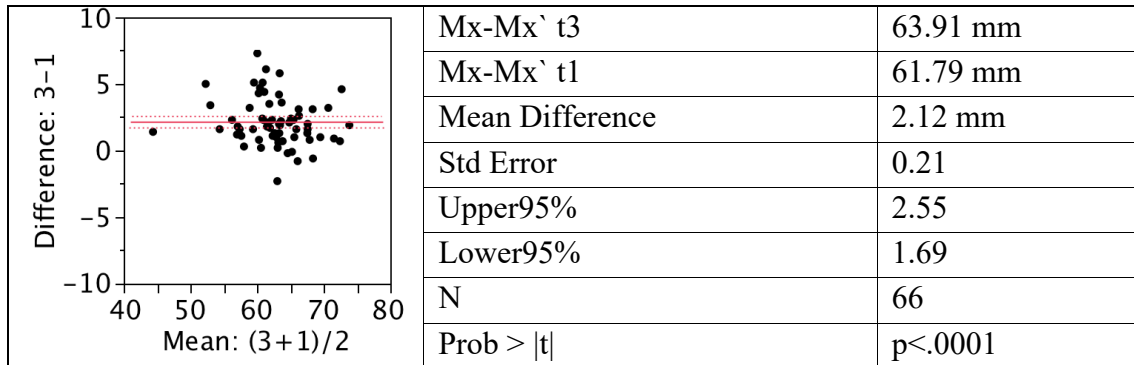 10
5
0
−5
−10
Difference: 3–1
40 50 60 70 80
Mean: (3+1)/2
Mx-Mx` t3 63.91 mm
Mx-Mx` t1 61.79 mm
Mean Difference 2.12 mm
Std Error 0.21
Upper95% 2.55
Lower95% 1.69
N 66
Prob > |t| p<.0001